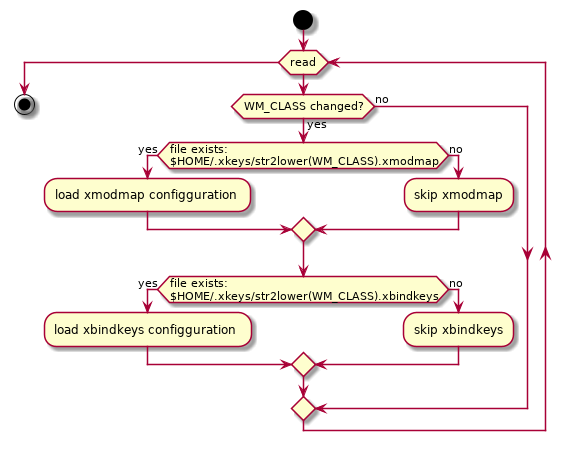 read
WM_CLASS changed?
no
yes
yes
file exists:
$HOME/.xkeys/str2lower(WM_CLASS).xmodmap
no
load xmodmap configguration
skip xmodmap
yes
file exists:
$HOME/.xkeys/str2lower(WM_CLASS).xbindkeys
no
load xbindkeys configguration
skip xbindkeys